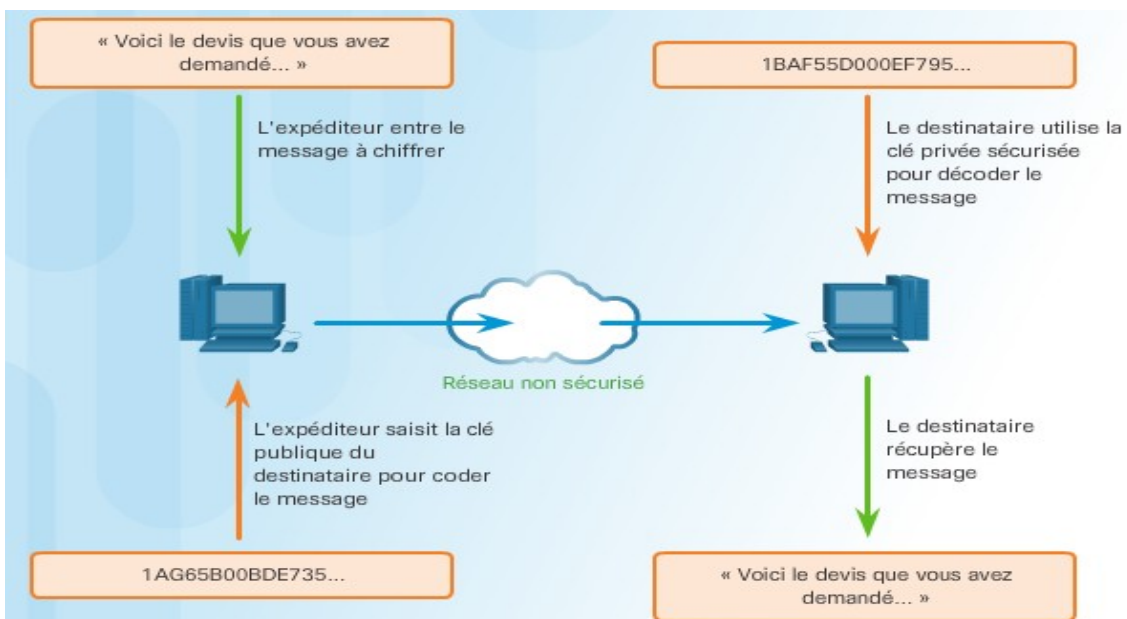 « Voici le devis que vous avez
demandé... »
L'expéditeur entre le
message à chiffrer
1BAF55D000EF795...
Le destinataire utilise la
clé privée sécurisée
pour décoder le
message
Réseau non sécurisé
L'expéditeur saisit la clé
publique du
destinataire pour coder
le message
1AG65B00BDE735...
Le destinataire
récupère le
message
« Voici le devis que vous avez
demandé... »